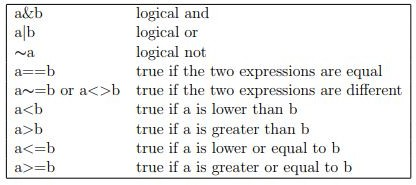 a&b logical and
a|b logical or
~a logical not
a==b true if the two expressions are equal
a~=b or a<>b true if the two expressions are different
a<b true if a is lower than b
a>b true if a is greater than b
a<=b true if a is lower or equal to b
a>=b true if a is greater or equal to b